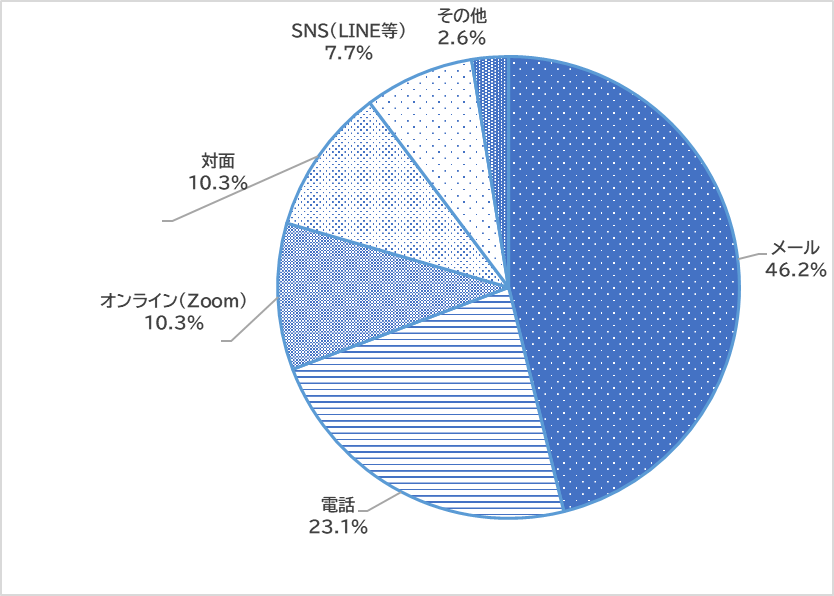 その他
2.6%
SNS（LINE等）
7.7%
対面
10.3%
メール
46.2%
オンライン（Zoom）
10.3%
電話
23.1%